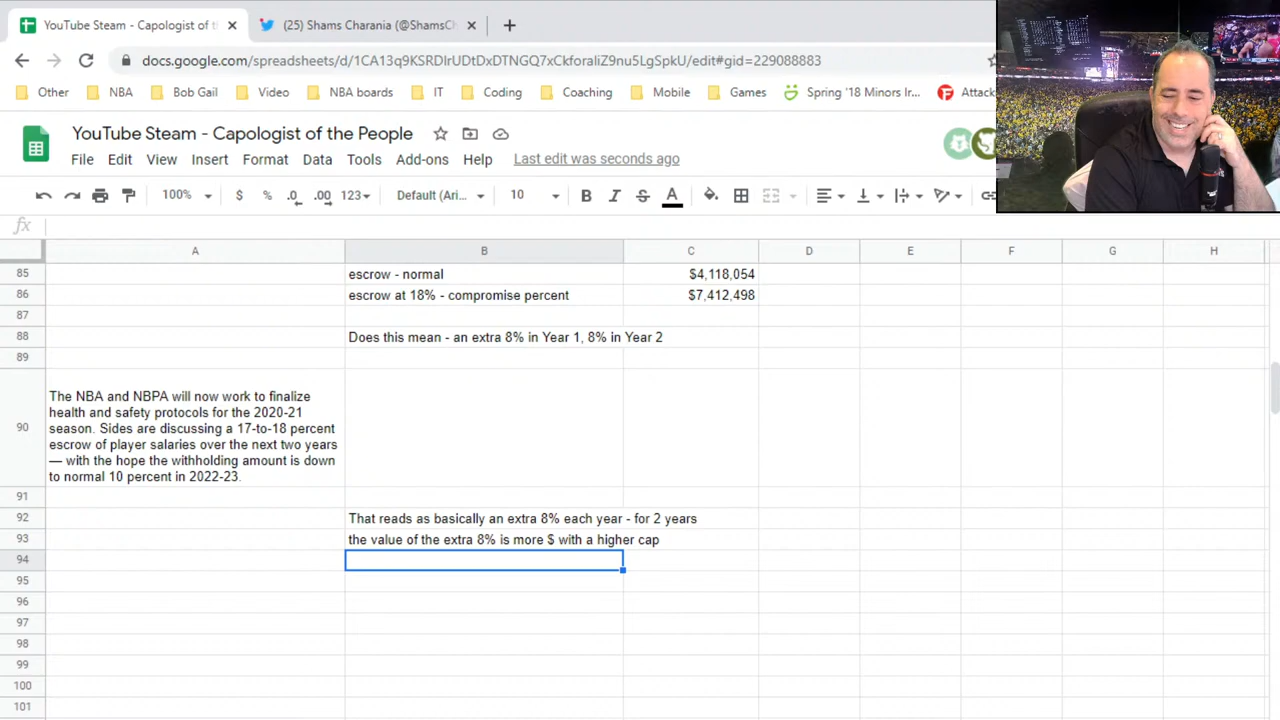 YouTube Steam - Capologist of t
(25) Shams Charania (@ShamsCh
docs.google.com/spreadsheets/d/1CA13q9KSRDIrUDtDxDTNGQ7xCkforaliZ9nu5LgSpkU/edit#gid=229088883
Other NBA Bob Gail Video NBA boards IT Coding Coaching Mobile Games Spring '18 Minors Ir... Attack
YouTube Steam - Capologist of the People
File Edit View Insert Format Data Tools Add-ons Help Last edit was seconds ago
100% $ % .0 .00 123 Default (Ari... 10 B I S A
fx
A B C D E F G H
85 escrow - normal $4,118,054
86 escrow at 18% - compromise percent $7,412,498
87
88 Does this mean - an extra 8% in Year 1, 8% in Year 2
89
The NBA and NBPA will now work to finalize
health and safety protocols for the 2020-21
90 season. Sides are discussing a 17-to-18 percent
escrow of player salaries over the next two years
— with the hope the withholding amount is down
to normal 10 percent in 2022-23.
91
92 That reads as basically an extra 8% each year - for 2 years
93 the value of the extra 8% is more $ with a higher cap
94
95
96
97
98
99
100
101